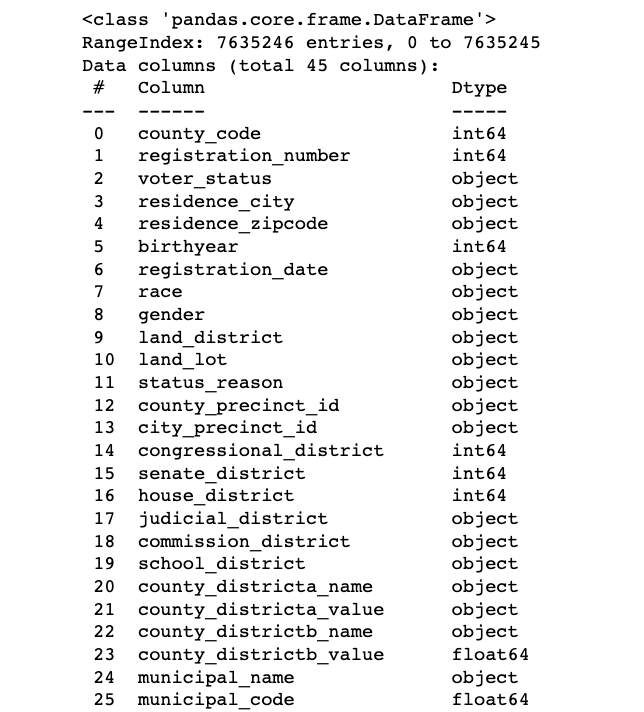 <class 'pandas.core.frame.DataFrame'>
RangeIndex: 7635246 entries, 0 to 7635245
Data columns (total 45 columns):
 #   Column                     Dtype
---  ------                     -----
 0   county_code                int64
 1   registration_number        int64
 2   voter_status               object
 3   residence_city             object
 4   residence_zipcode          object
 5   birthyear                  int64
 6   registration_date          object
 7   race                       object
 8   gender                     object
 9   land_district              object
 10  land_lot                   object
 11  status_reason              object
 12  county_precinct_id         object
 13  city_precinct_id           object
 14  congressional_district     int64
 15  senate_district            int64
 16  house_district             int64
 17  judicial_district          object
 18  commission_district        object
 19  school_district            object
 20  county_districta_name      object
 21  county_districta_value     object
 22  county_districtb_name      object
 23  county_districtb_value     float64
 24  municipal_name             object
 25  municipal_code             float64